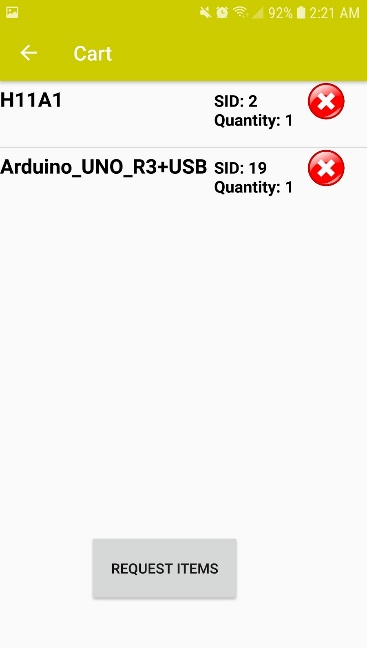 92% 2:21 AM
Cart
H11A1
SID: 2
Quantity: 1
Arduino_UNO_R3+USB
SID: 19
Quantity: 1
REQUEST ITEMS